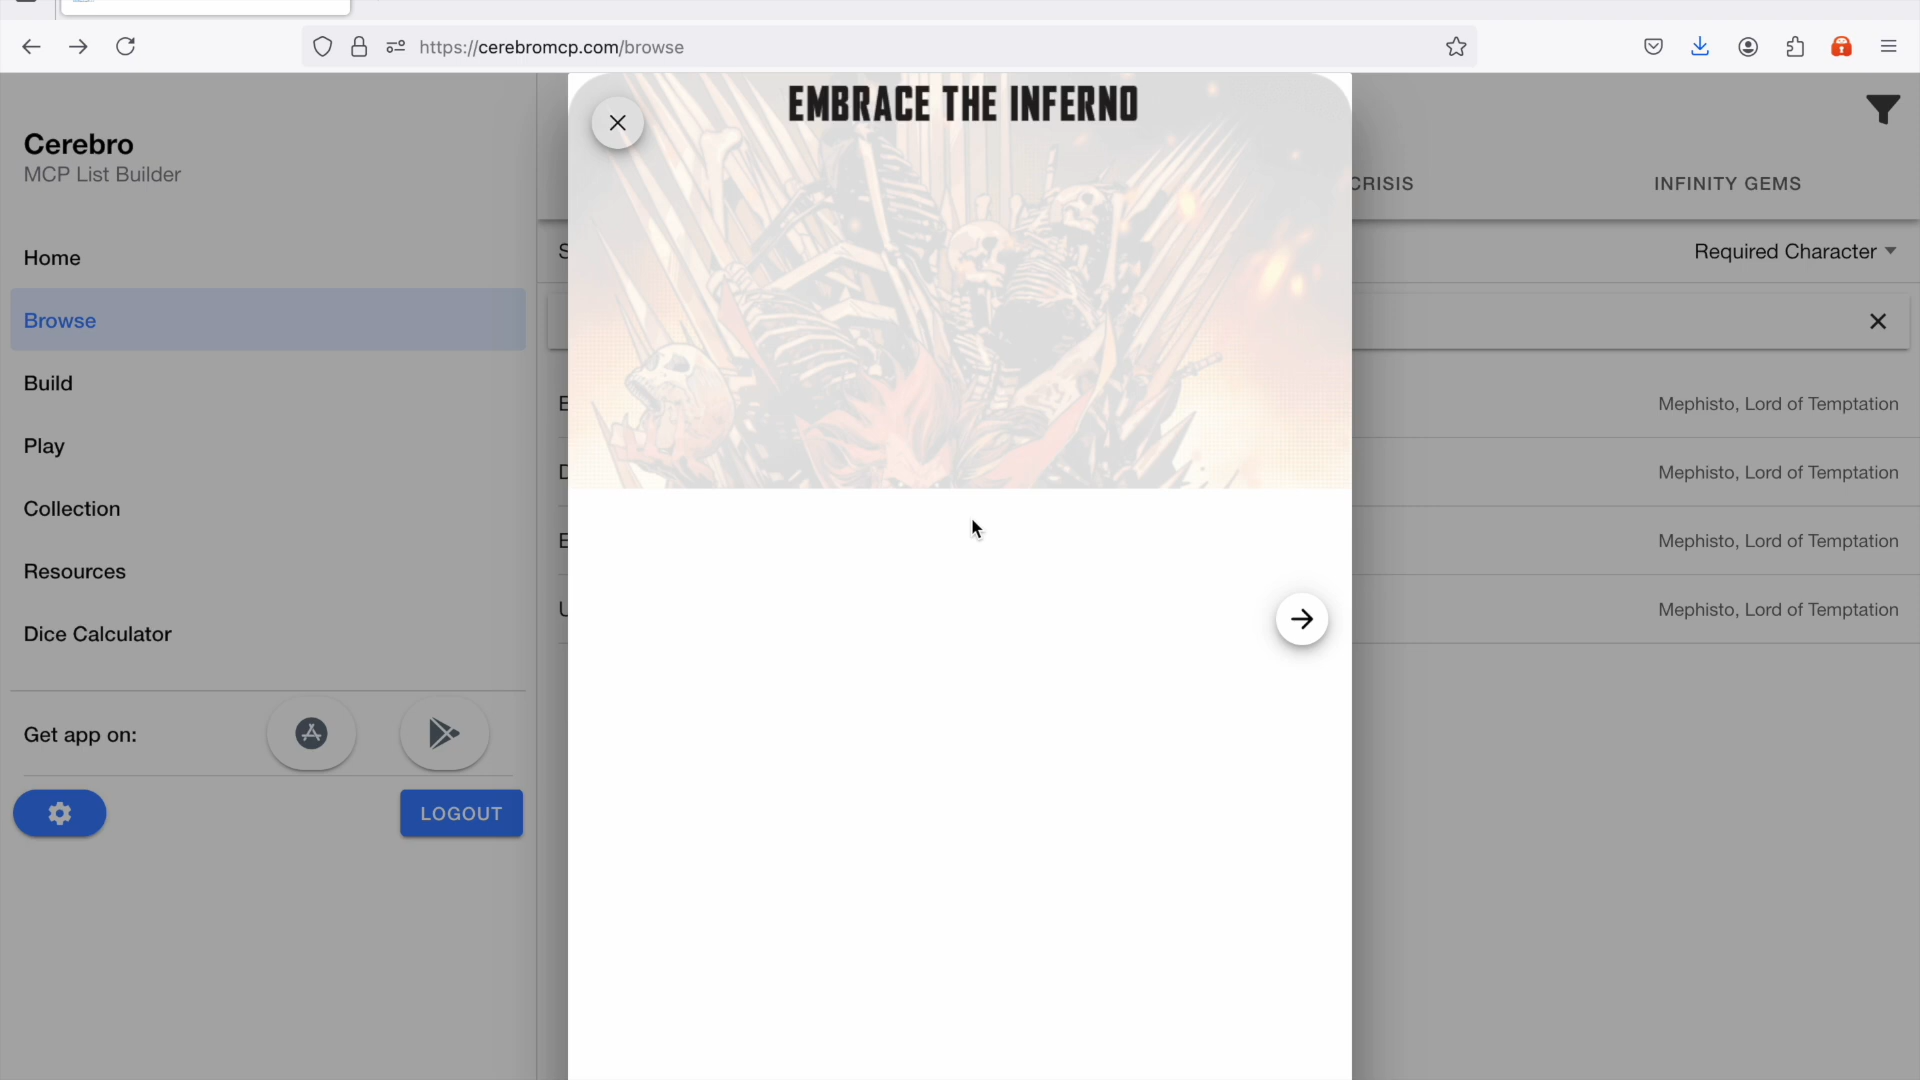 https://cerebromcp.com/browse
EMBRACE THE INFERNO
Cerebro
MCP List Builder
CRISIS
INFINITY GEMS
Home
Required Character
Browse
Build
Mephisto, Lord of Temptation
Play
Mephisto, Lord of Temptation
Collection
Mephisto, Lord of Temptation
Resources
Mephisto, Lord of Temptation
Dice Calculator
Get app on:
LOGOUT